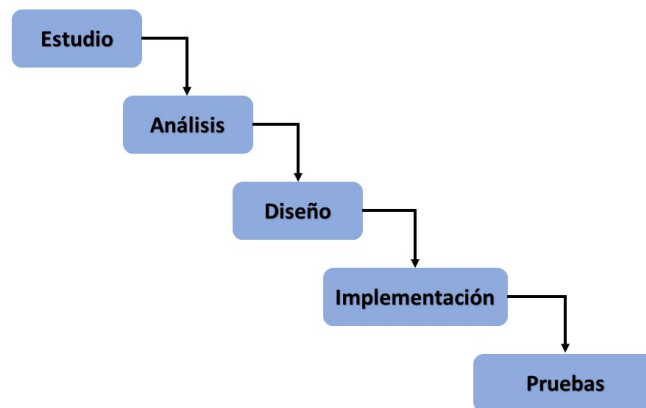 Estudio
Análisis
Diseño
Implementación
Pruebas